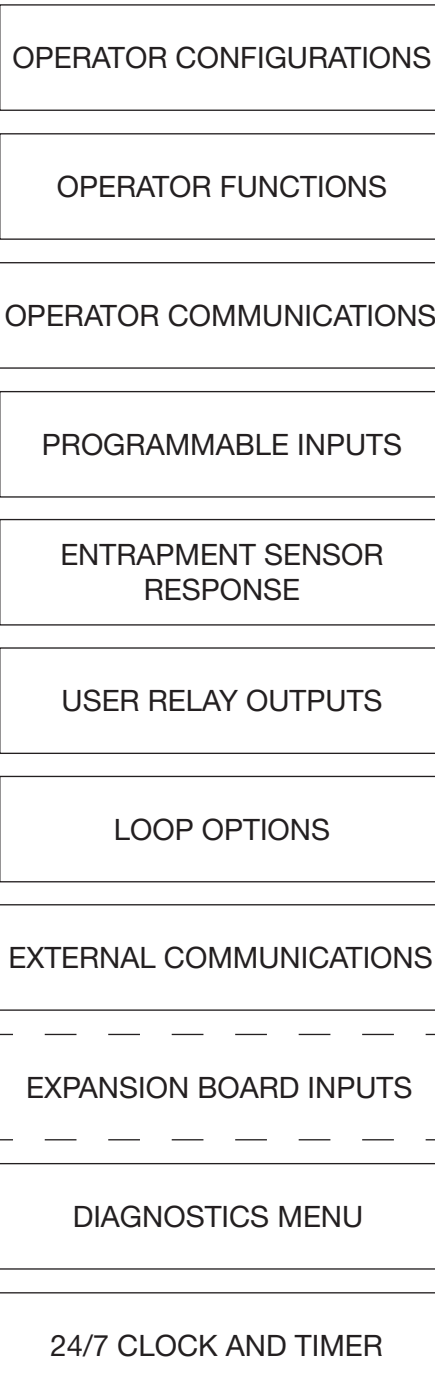 OPERATOR CONFIGURATIONS
OPERATOR FUNCTIONS
OPERATOR COMMUNICATIONS
PROGRAMMABLE INPUTS
ENTRAPMENT SENSOR
RESPONSE
USER RELAY OUTPUTS
LOOP OPTIONS
EXTERNAL COMMUNICATIONS
EXPANSION BOARD INPUTS
DIAGNOSTICS MENU
24/7 CLOCK AND TIMER